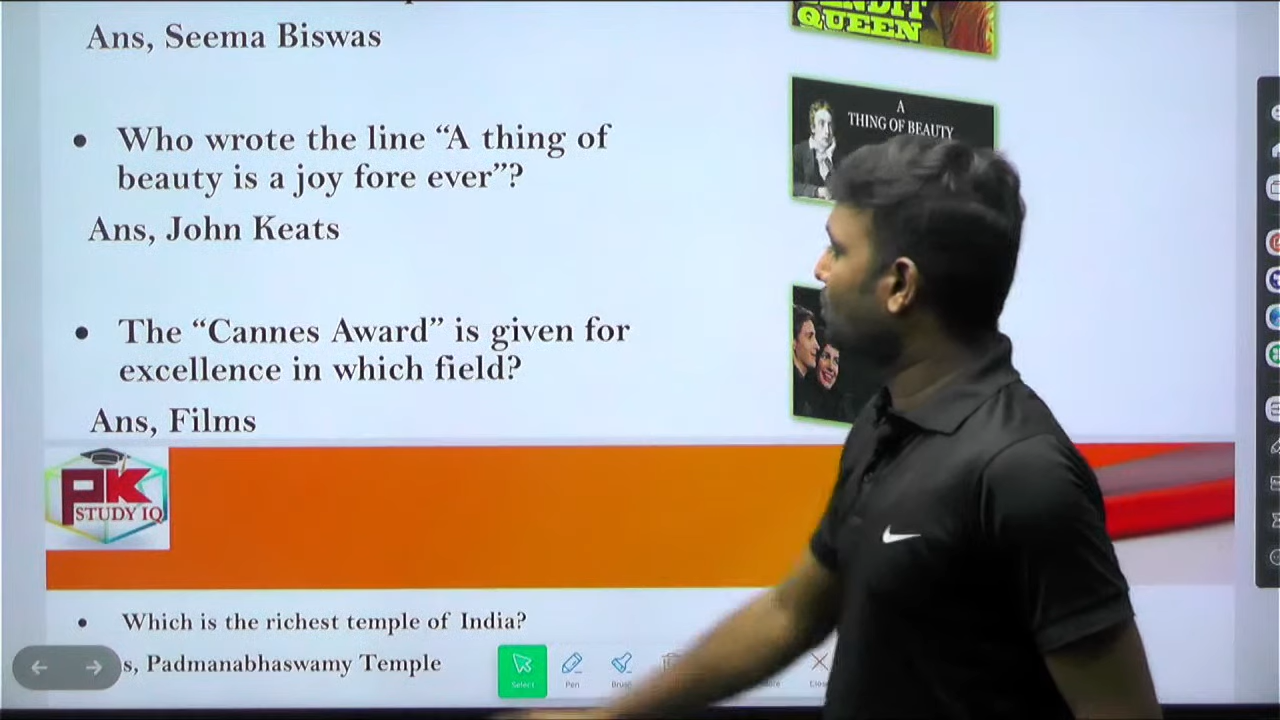 BANDIT
QUEEN
Ans, Seema Biswas
• Who wrote the line “A thing of
beauty is a joy fore ever”?
Ans, John Keats
A
THING OF BEAUTY
• The “Cannes Award” is given for
excellence in which field?
Ans, Films
PK
STUDY IQ
• Which is the richest temple of India?
s, Padmanabhaswamy Temple
Select
Pen